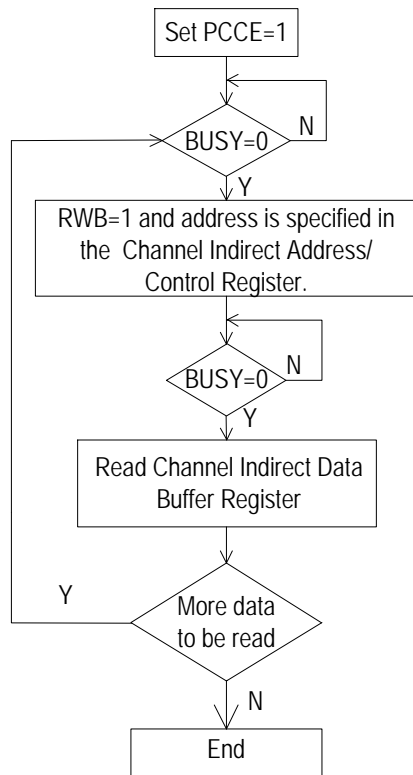 Set PCCE=1
BUSY=0
N
Y
RWB=1 and address is specified in
the Channel Indirect Address/
Control Register.
BUSY=0
N
Y
Read Channel Indirect Data
Buffer Register
Y
More data
to be read
N
End